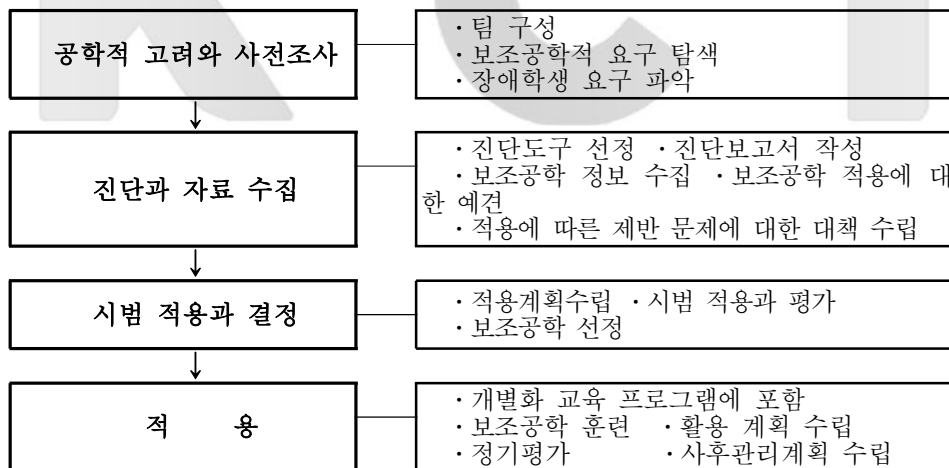 공학적 고려와 사전조사
· 팀 구성
· 보조공학적 요구 탐색
· 장애학생 요구 파악
진단과 자료 수집
· 진단도구 선정 · 진단보고서 작성
· 보조공학 정보 수집 · 보조공학 적용에 대
한 예견
· 적용에 따른 제반 문제에 대한 대책 수립
시범 적용과 결정
· 적용계획수립 · 시범 적용과 평가
· 보조공학 선정
적 용
· 개별화 교육 프로그램에 포함
· 보조공학 훈련 · 활용 계획 수립
· 정기평가 · 사후관리계획 수립